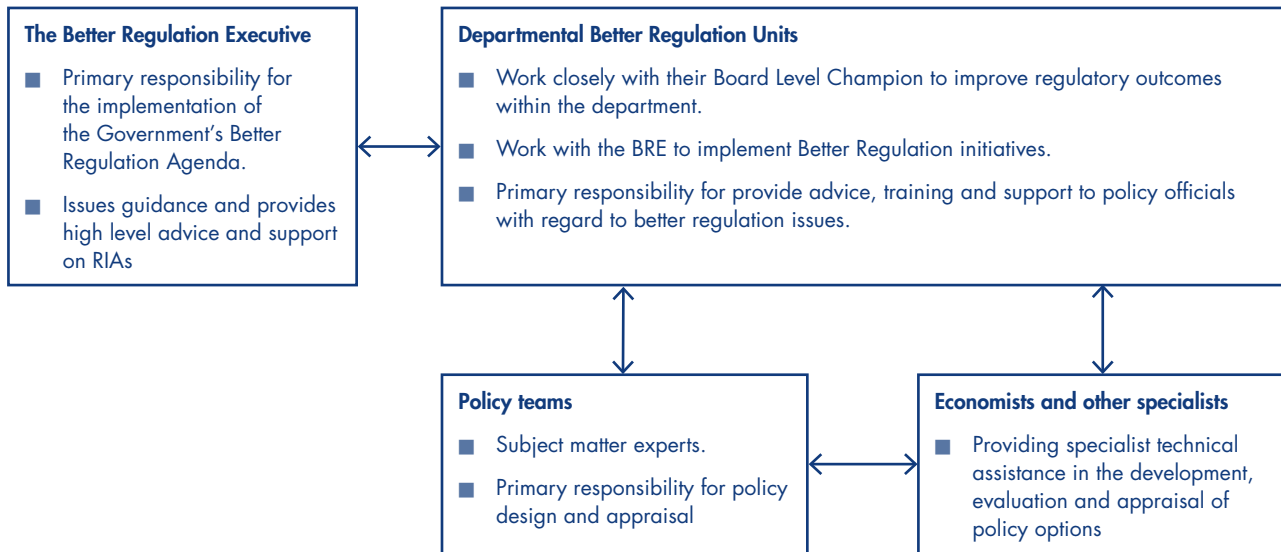 The Better Regulation Executive
Primary responsibility for
the implementation of
the Government's Better
Regulation Agenda.
Issues guidance and provides
high level advice and support
on RIAs
Departmental Better Regulation Units
Work closely with their Board Level Champion to improve regulatory outcomes
within the department.
Work with the BRE to implement Better Regulation initiatives.
Primary responsibility for provide advice, training and support to policy officials
with regard to better regulation issues.
Policy teams
Subject matter experts.
Primary responsibility for policy
design and appraisal
Economists and other specialists
Providing specialist technical
assistance in the development,
evaluation and appraisal of
policy options